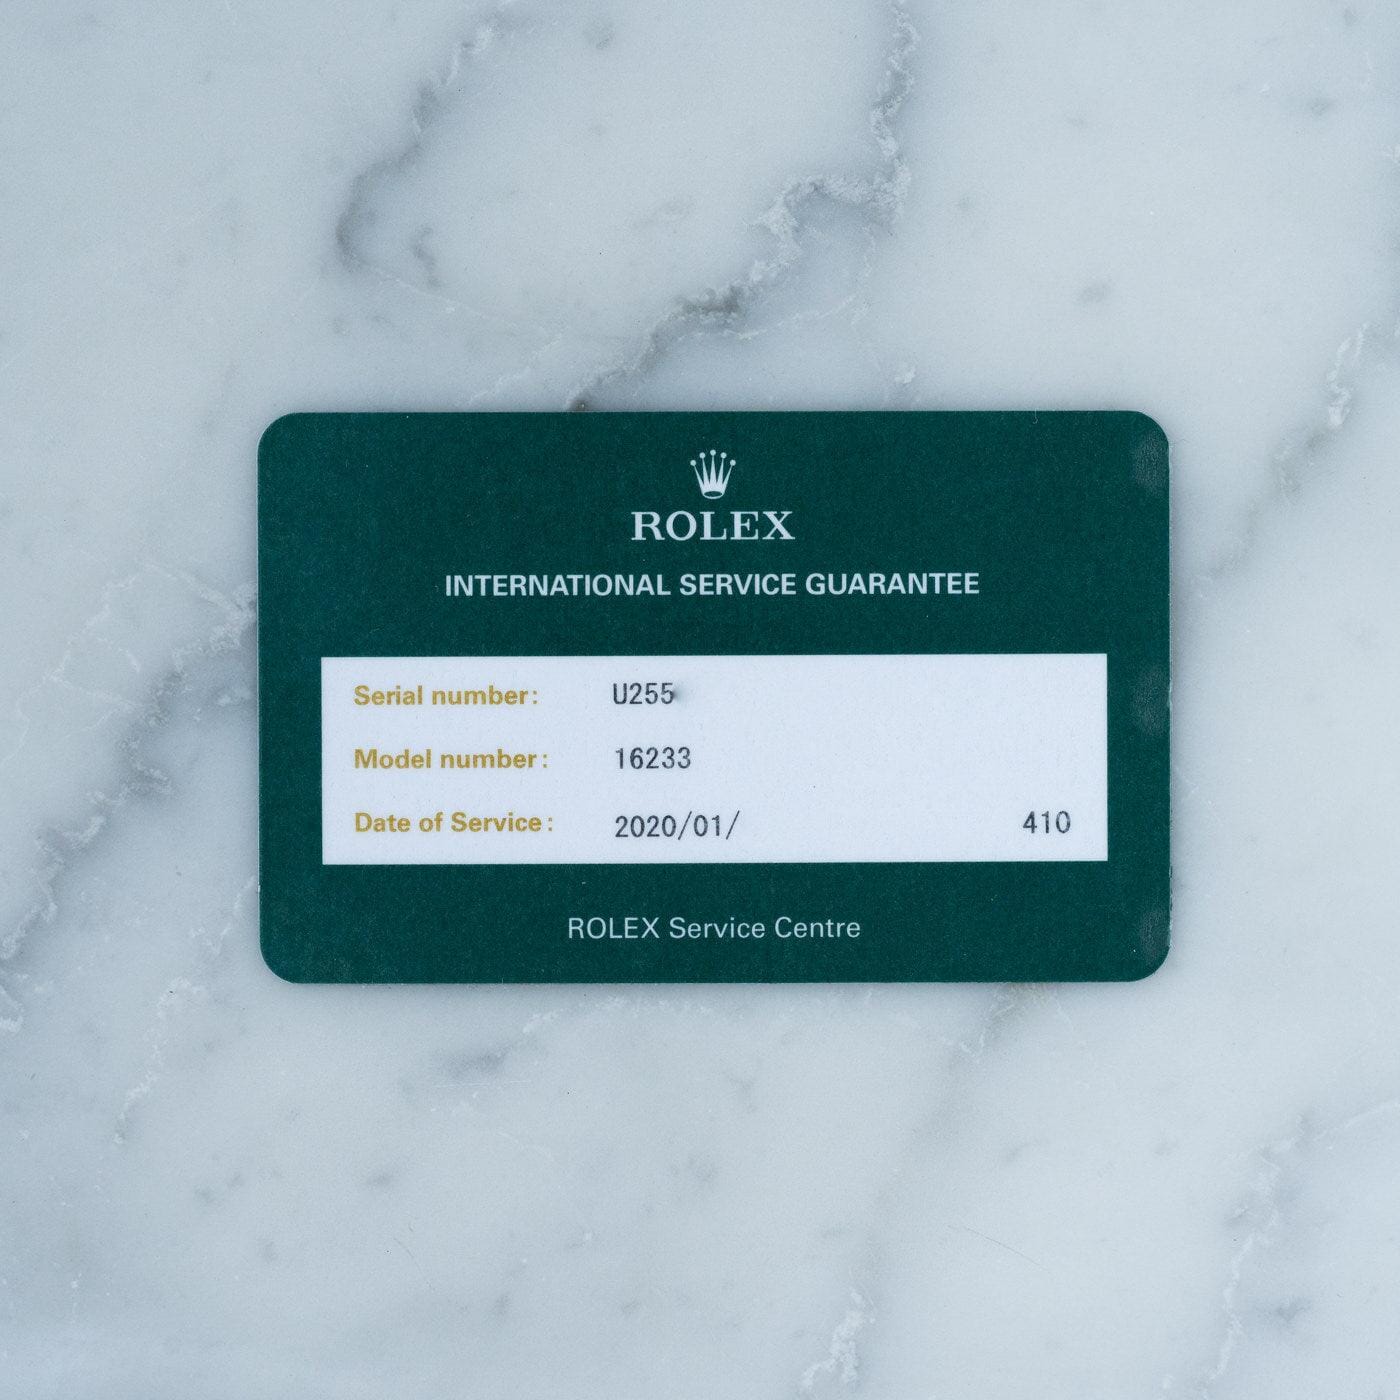 ROLEX
INTERNATIONAL SERVICE GUARANTEE
Serial number: U255
Model number: 16233
Date of Service: 2020/01/ 410
ROLEX Service Centre